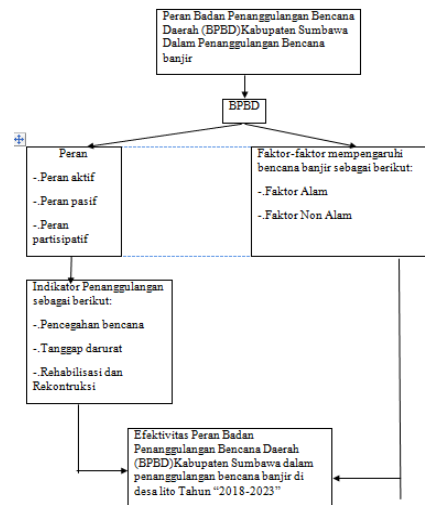 Peran Badan Penanggulangan Bencana
Daerah (BPBD)Kabupaten Sumbawa
Dalam Penanggulangan Bencana
banjir
BPBD
Peran
-.Peran aktif
-.Peran pasif
-.Peran
partisipatif
Faktor-faktor mempengaruhi
bencana banjir sebagai berikut:
-.Faktor Alam
-.Faktor Non Alam
Indikator Penanggulangan
sebagai berikut:
-.Pencegahan bencana
-.Tanggap darurat
-.Rehabilisasi dan
Rekontruksi
Efektivitas Peran Badan
Penanggulangan Bencana Daerah
(BPBD)Kabupaten Sumbawa dalam
penanggulangan bencana banjir di
desa lito Tahun “2018-2023”